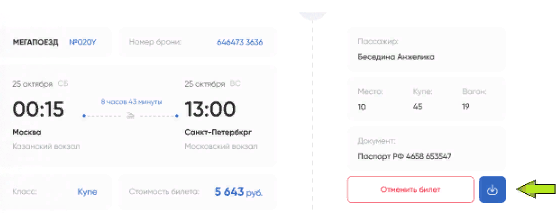 МЕГАПОЕЗД №020Y
Номер брони: 646473 3636
25 октября СБ
00:15
Москва
Казанский вокзал
8 часов 43 минуты
25 октября ВС
13:00
Санкт-Петербург
Московский вокзал
Класс: Купе
Стоимость билета: 5 643 руб.
Пассажир:
Беседина Анжелика
Место: Купе: Вагон:
10 45 19
Документ:
Паспорт РФ 4658 653547
Отменить билет